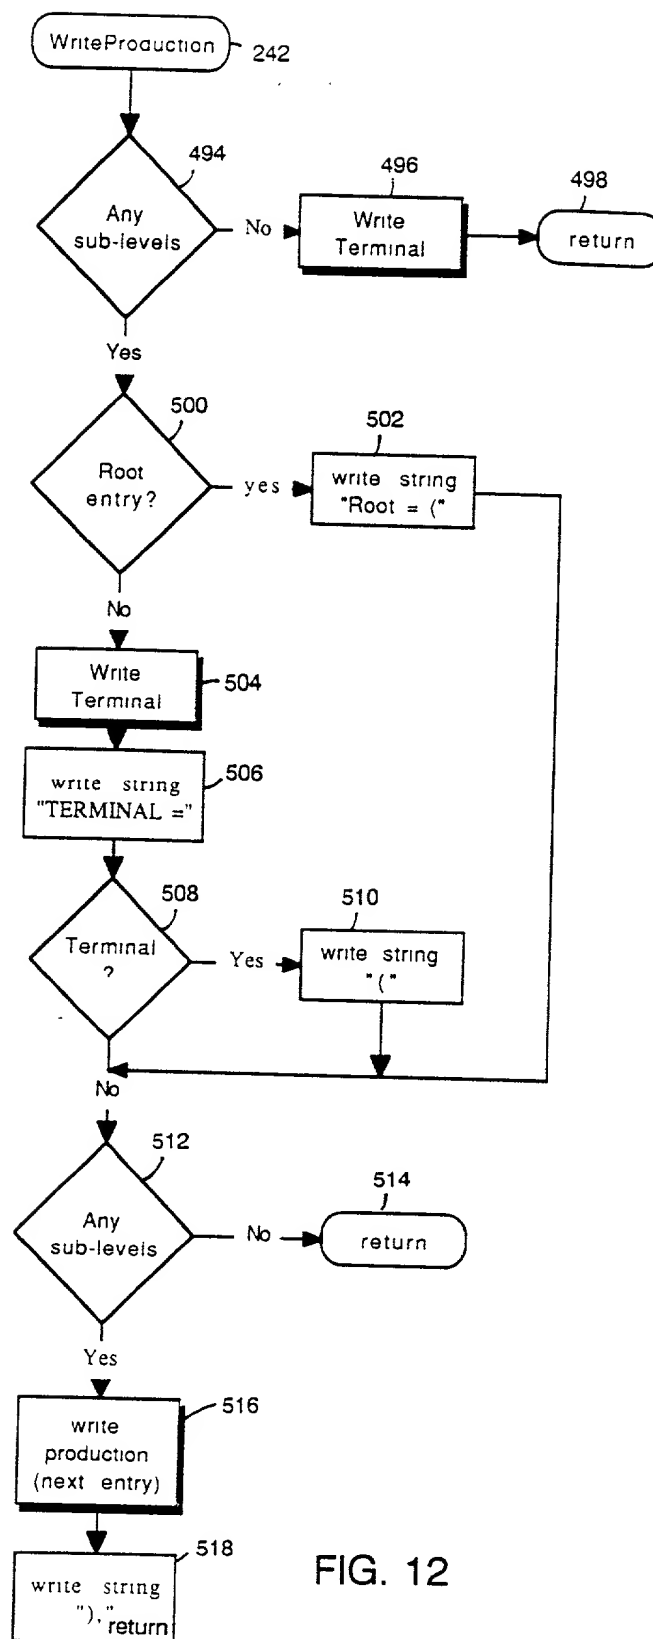 WriteProduction
242
494
Any
sub-levels
No
496
Write
Terminal
498
return
Yes
500
Root
entry?
yes
502
write string
"Root = ("
No
Write
Terminal
504
write string
"TERMINAL ="
506
508
Terminal
?
Yes
510
write string
"("
No
512
Any
sub-levels
No
514
return
Yes
write
production
(next entry)
516
518
write string
"),"
return
FIG. 12